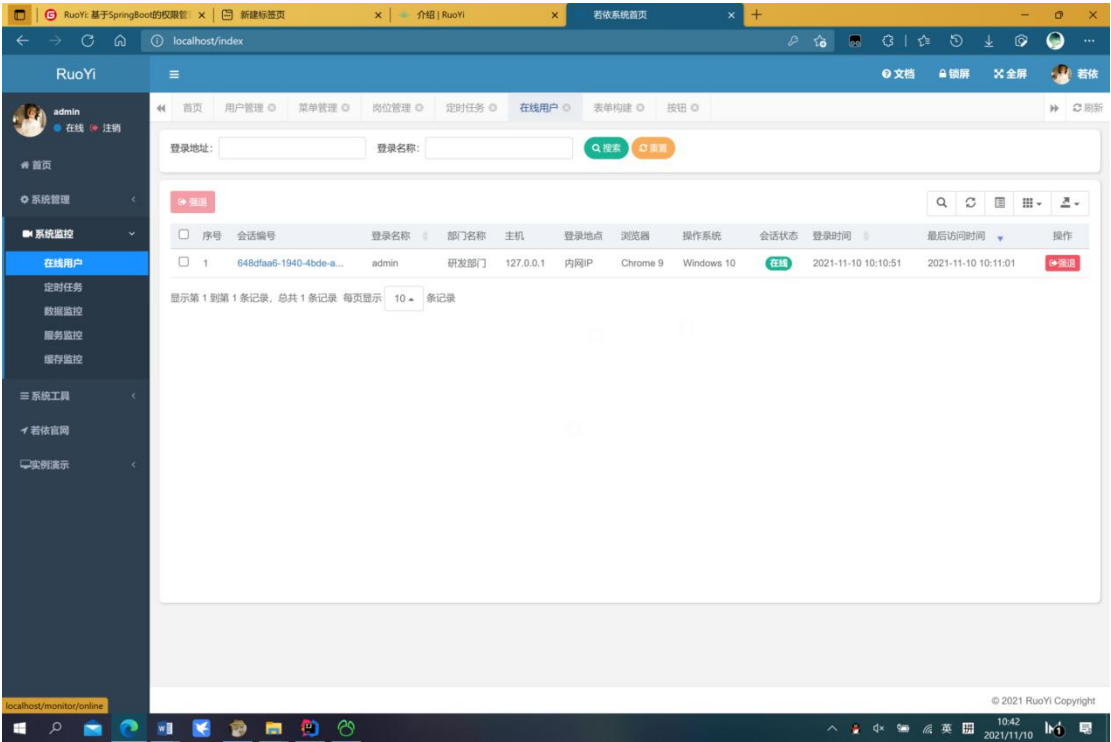 RuoYi: 基于SpringBoot的权限管 新建标签页 介绍 | RuoYi 若依系统首页
localhost/index
RuoYi 文档 锁屏 全屏 若依
admin
在线 注销
首页 用户管理 菜单管理 岗位管理 定时任务 在线用户 表单构建 按钮 刷新
首页
系统管理
系统监控
在线用户
定时任务
数据监控
服务监控
缓存监控
系统工具
若依官网
实例演示
登录地址: 登录名称: 搜索 重置
强退
序号 会话编号 登录名称 部门名称 主机 登录地点 浏览器 操作系统 会话状态 登录时间 最后访问时间 操作
1 648dfaa6-1940-4bde-a... admin 研发部门 127.0.0.1 内网IP Chrome 9 Windows 10 在线 2021-11-10 10:10:51 2021-11-10 10:11:01 强退
显示第 1 到第 1 条记录, 总共 1 条记录 每页显示 10 条记录
© 2021 RuoYi Copyright
localhost/monitor/online
英 拼 10:42
2021/11/10